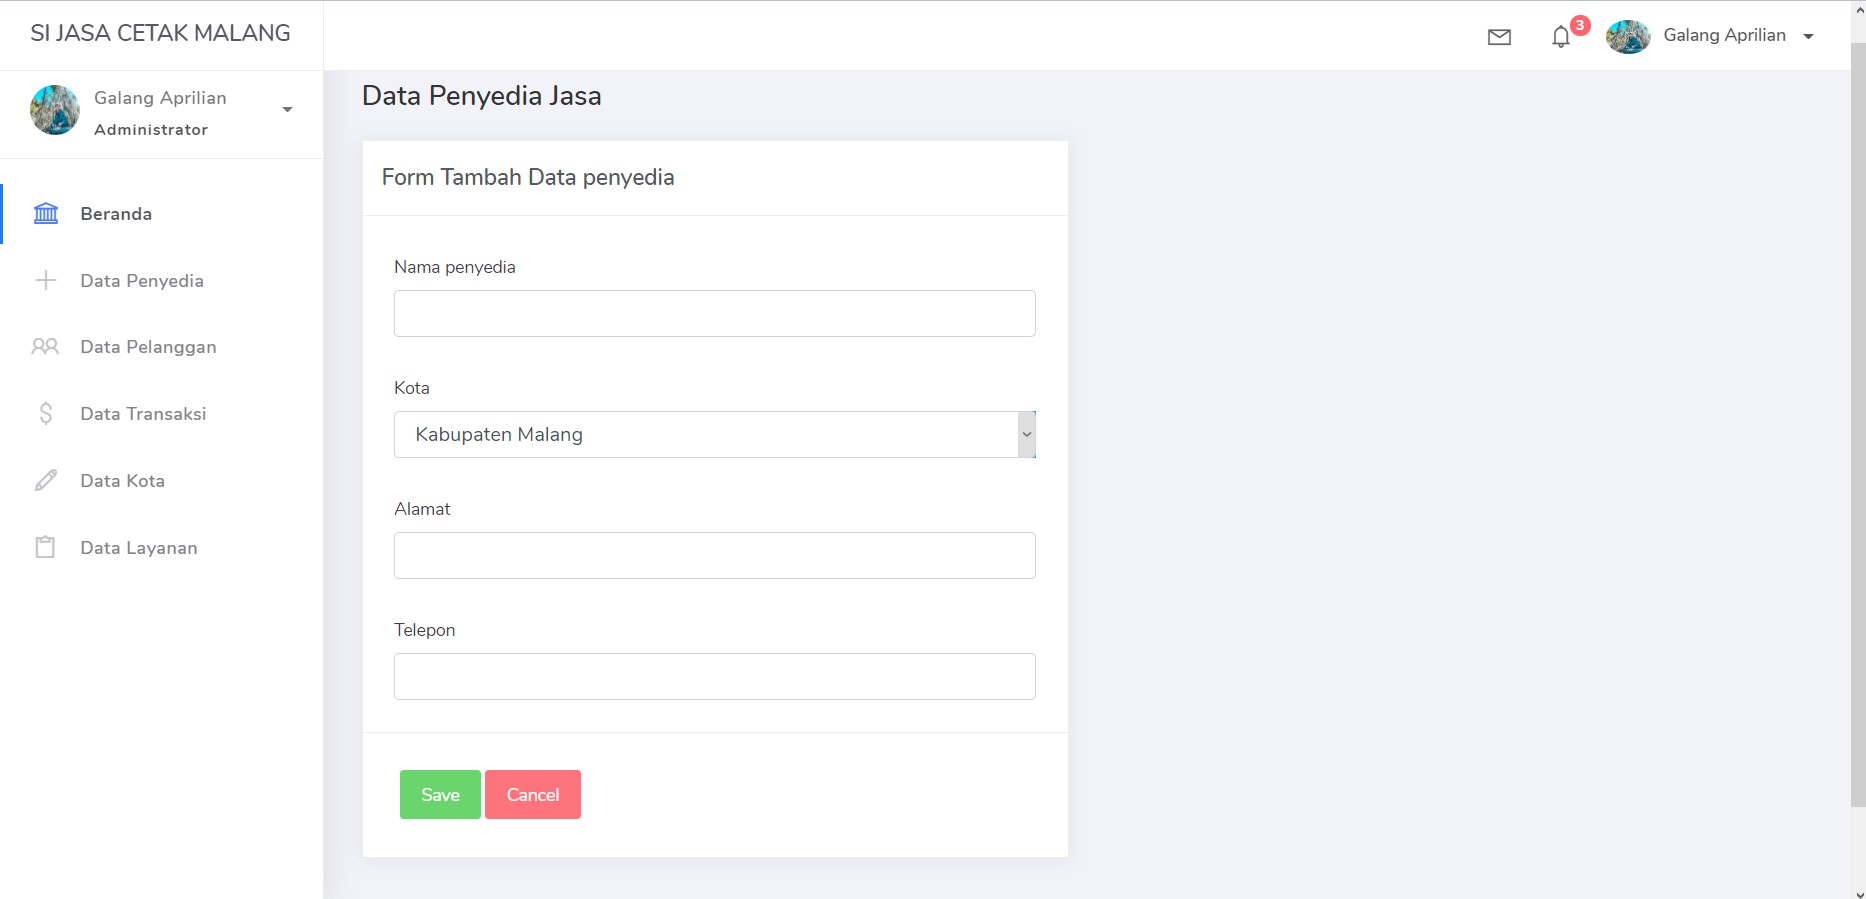 SI JASA CETAK MALANG
3
Galang Aprilian
Galang Aprilian
Administrator
Beranda
Data Penyedia
Data Pelanggan
Data Transaksi
Data Kota
Data Layanan
Data Penyedia Jasa
Form Tambah Data penyedia
Nama penyedia
Kota
Kabupaten Malang
Alamat
Telepon
Save Cancel